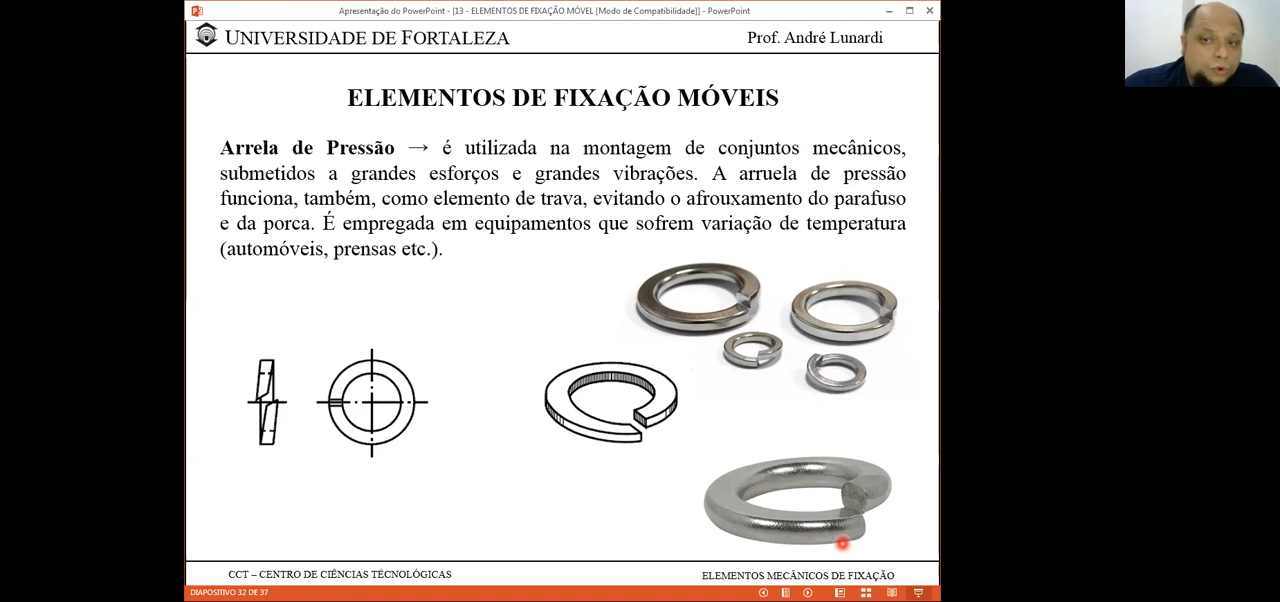 Apresentação do PowerPoint - [13 - ELEMENTOS DE FIXAÇÃO MÓVEL [Modo de Compatibilidade]] - PowerPoint
UNIVERSIDADE DE FORTALEZA
Prof. André Lunardi
ELEMENTOS DE FIXAÇÃO MÓVEIS
Arrela de Pressão → é utilizada na montagem de conjuntos mecânicos,
submetidos a grandes esforços e grandes vibrações. A arruela de pressão
funciona, também, como elemento de trava, evitando o afrouxamento do parafuso
e da porca. É empregada em equipamentos que sofrem variação de temperatura
(automóveis, prensas etc.).
CCT – CENTRO DE CIÊNCIAS TÉCNOLÓGICAS
ELEMENTOS MECÂNICOS DE FIXAÇÃO
DIAPOSITIVO 32 DE 37